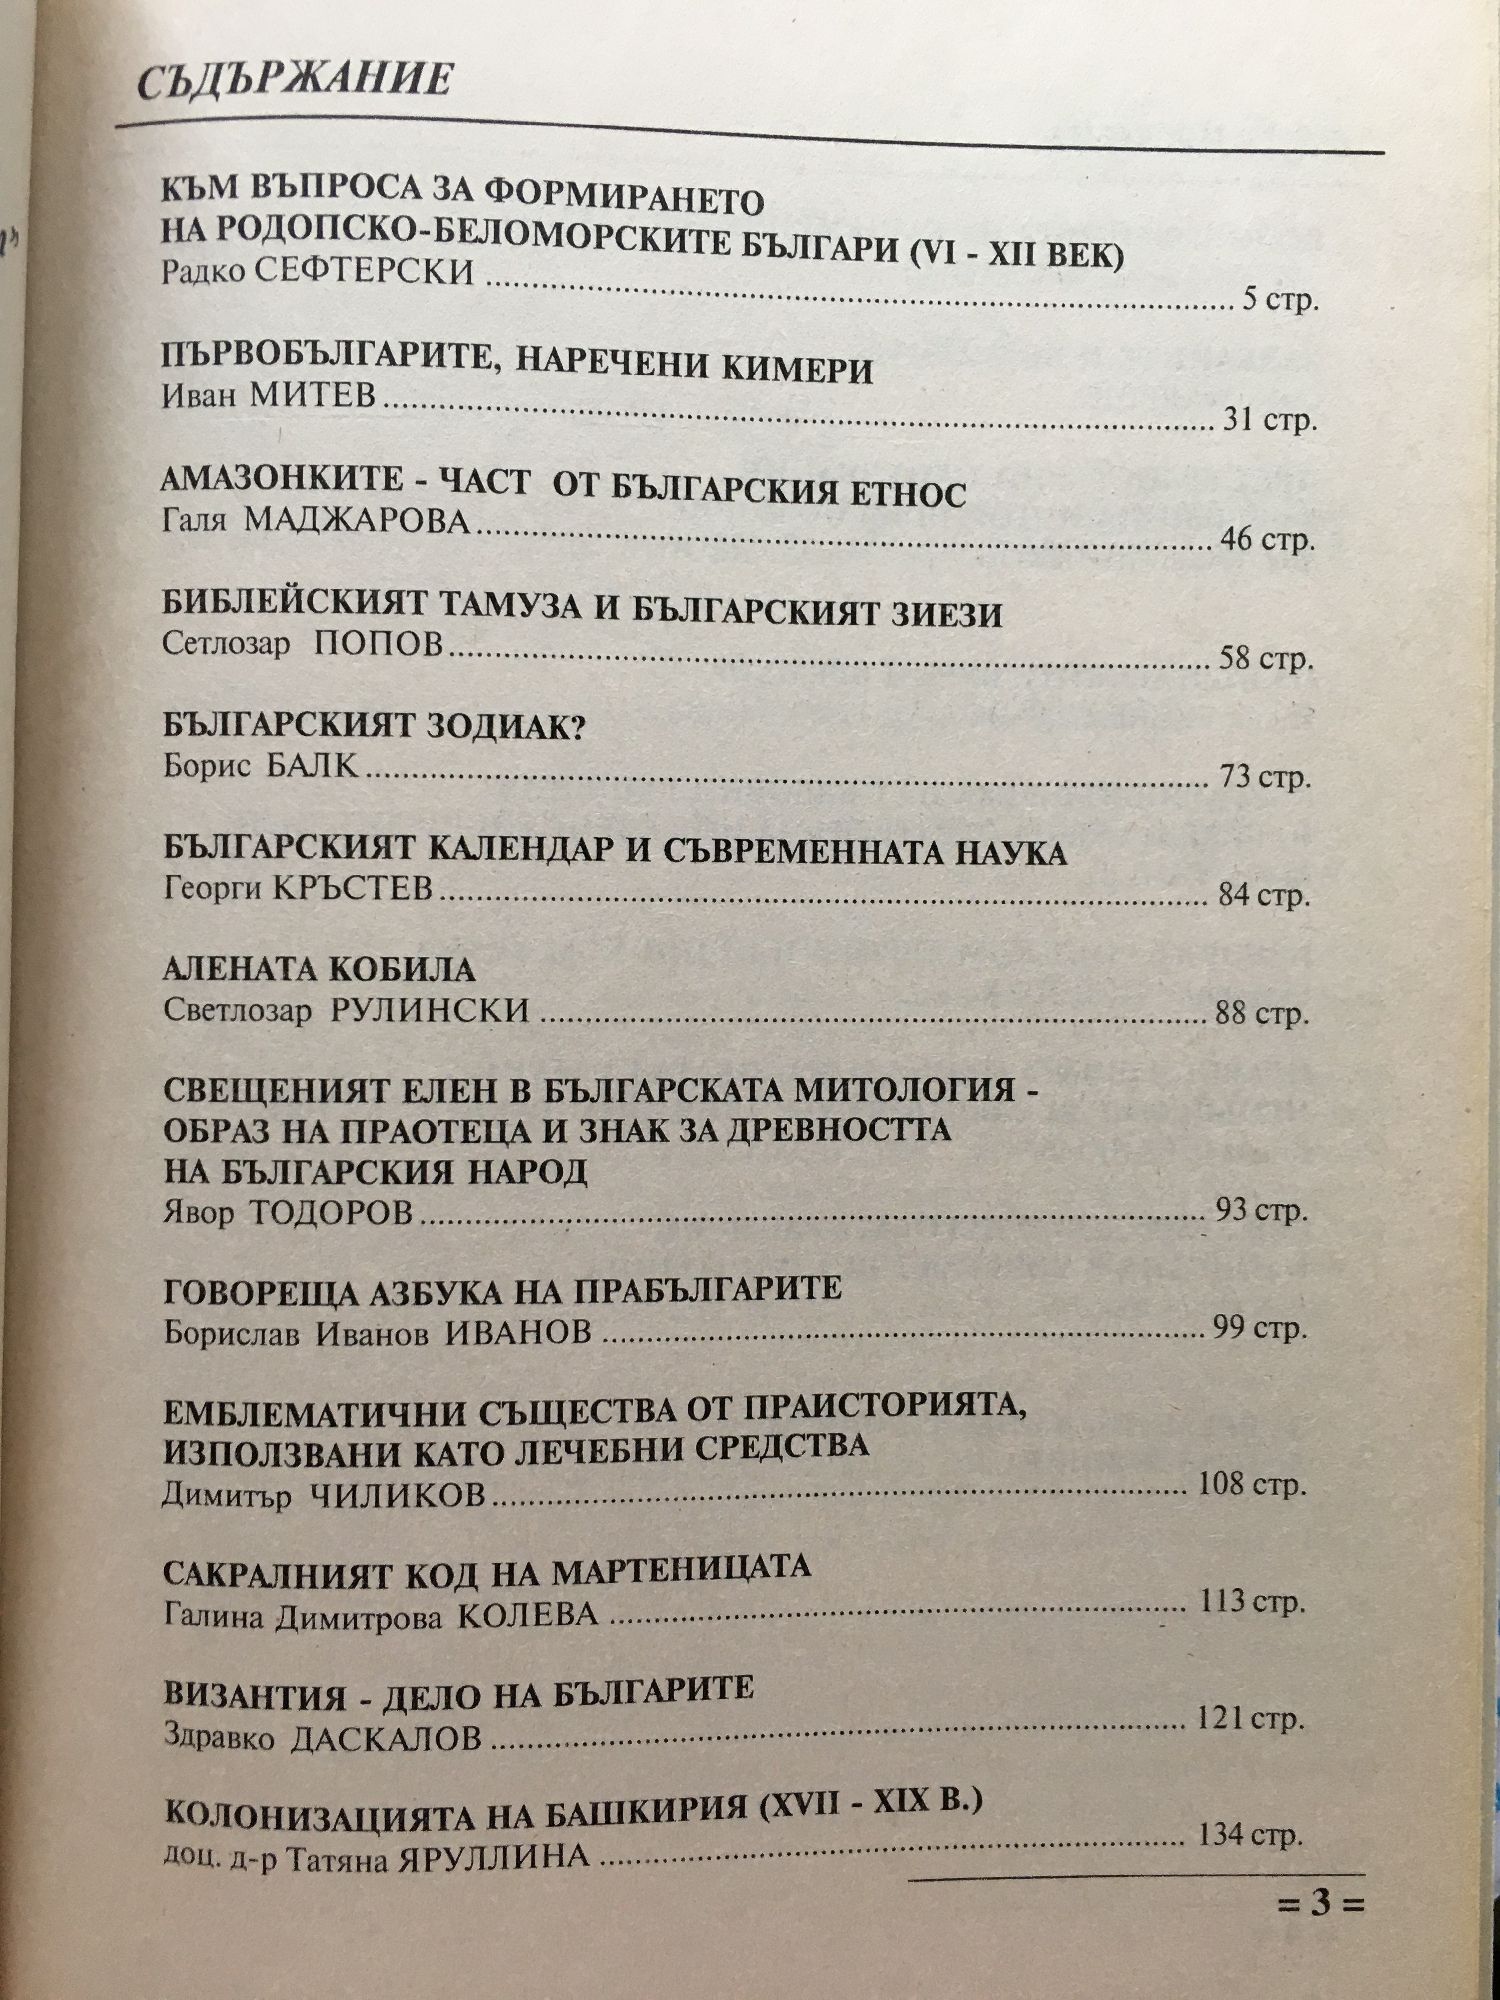 СЪДЪРЖАНИЕ
КЪМ ВЪПРОСА ЗА ФОРМИРАНЕТО
НА РОДОПСКО-БЕЛОМОРСКИТЕ БЪЛГАРИ (VI - XII ВЕК)
Радко СЕФТЕРСКИ ........ 5 стр.
ПЪРВОБЪЛГАРИТЕ, НАРЕЧЕНИ КИМЕРИ
Иван МИТЕВ ........ 31 стр.
АМАЗОНКИТЕ - ЧАСТ ОТ БЪЛГАРСКИЯ ЕТНОС
Галя МАДЖАРОВА ........ 46 стр.
БИБЛЕЙСКИЯТ ТАМУЗА И БЪЛГАРСКИЯТ ЗИЕЗИ
Сетлозар ПОПОВ ........ 58 стр.
БЪЛГАРСКИЯТ ЗОДИАК?
Борис БАЛК ........ 73 стр.
БЪЛГАРСКИЯТ КАЛЕНДАР И СЪВРЕМЕННАТА НАУКА
Георги КРЪСТЕВ ........ 84 стр.
АЛЕНАТА КОБИЛА
Светлозар РУЛИНСКИ ........ 88 стр.
СВЕЩЕНИЯТ ЕЛЕН В БЪЛГАРСКАТА МИТОЛОГИЯ -
ОБРАЗ НА ПРАОТЕЦА И ЗНАК ЗА ДРЕВНОСТТА
НА БЪЛГАРСКИЯ НАРОД
Явор ТОДОРОВ ........ 93 стр.
ГОВОРЕЩА АЗБУКА НА ПРАБЪЛГАРИТЕ
Борислав Иванов ИВАНОВ ........ 99 стр.
ЕМБЛЕМАТИЧНИ СЪЩЕСТВА ОТ ПРАИСТОРИЯТА,
ИЗПОЛЗВАНИ КАТО ЛЕЧЕБНИ СРЕДСТВА
Димитър ЧИЛИКОВ ........ 108 стр.
САКРАЛНИЯТ КОД НА МАРТЕНИЦАТА
Галина Димитрова КОЛЕВА ........ 113 стр.
ВИЗАНТИЯ - ДЕЛО НА БЪЛГАРИТЕ
Здравко ДАСКАЛОВ ........ 121 стр.
КОЛОНИЗАЦИЯТА НА БАШКИРИЯ (XVII - XIX В.)
доц. д-р Татяна ЯРУЛЛИНА ........ 134 стр.
= 3 =